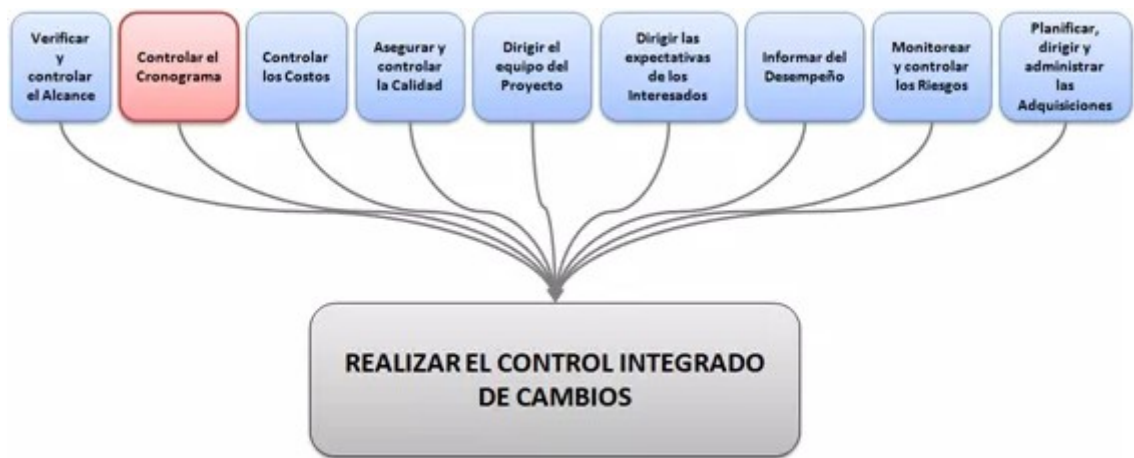 Verificar
y
controlar
el Alcance
Controlar el
Cronograma
Controlar
los Costos
Asegurar y
controlar
la Calidad
Dirigir el
equipo del
Proyecto
Dirigir las
expectativas
de los
Interesados
Informar del
Desempeño
Monitorear
y controlar
los Riesgos
Planificar,
dirigir y
administrar
las
Adquisiciones
REALIZAR EL CONTROL INTEGRADO
DE CAMBIOS